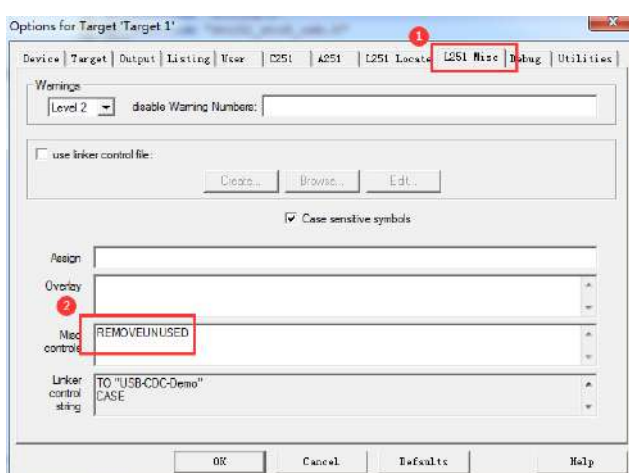 Options for Target 'Target 1'
1
Device Target Output Listing User C251 A251 L251 Locate L251 Misc Debug Utilities
Warnings
Level 2 disable Warning Numbers:
use linker control file:
Create... Browse... Edit...
Case sensitive symbols
Assign
Overlay
2
Misc controls
REMOVEUNUSED
Linker control string
TO "USB-CDC-Demo"
CASE
OK Cancel Defaults Help